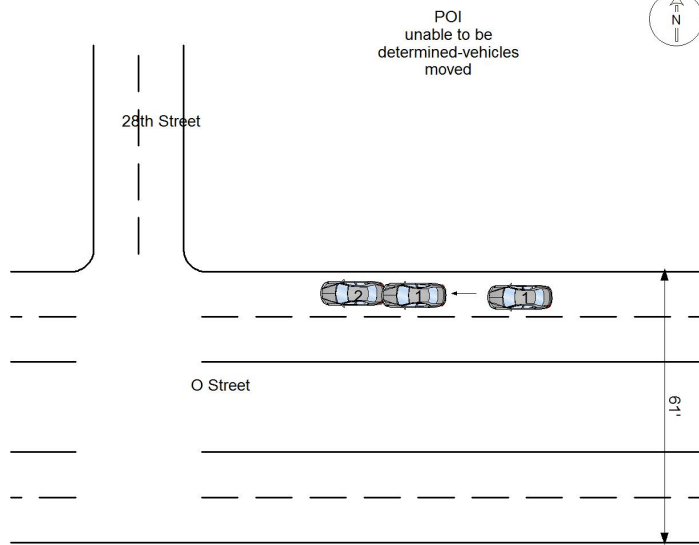 POI
unable to be
determined-vehicles
moved
N
28th Street
2
1
1
O Street
61'